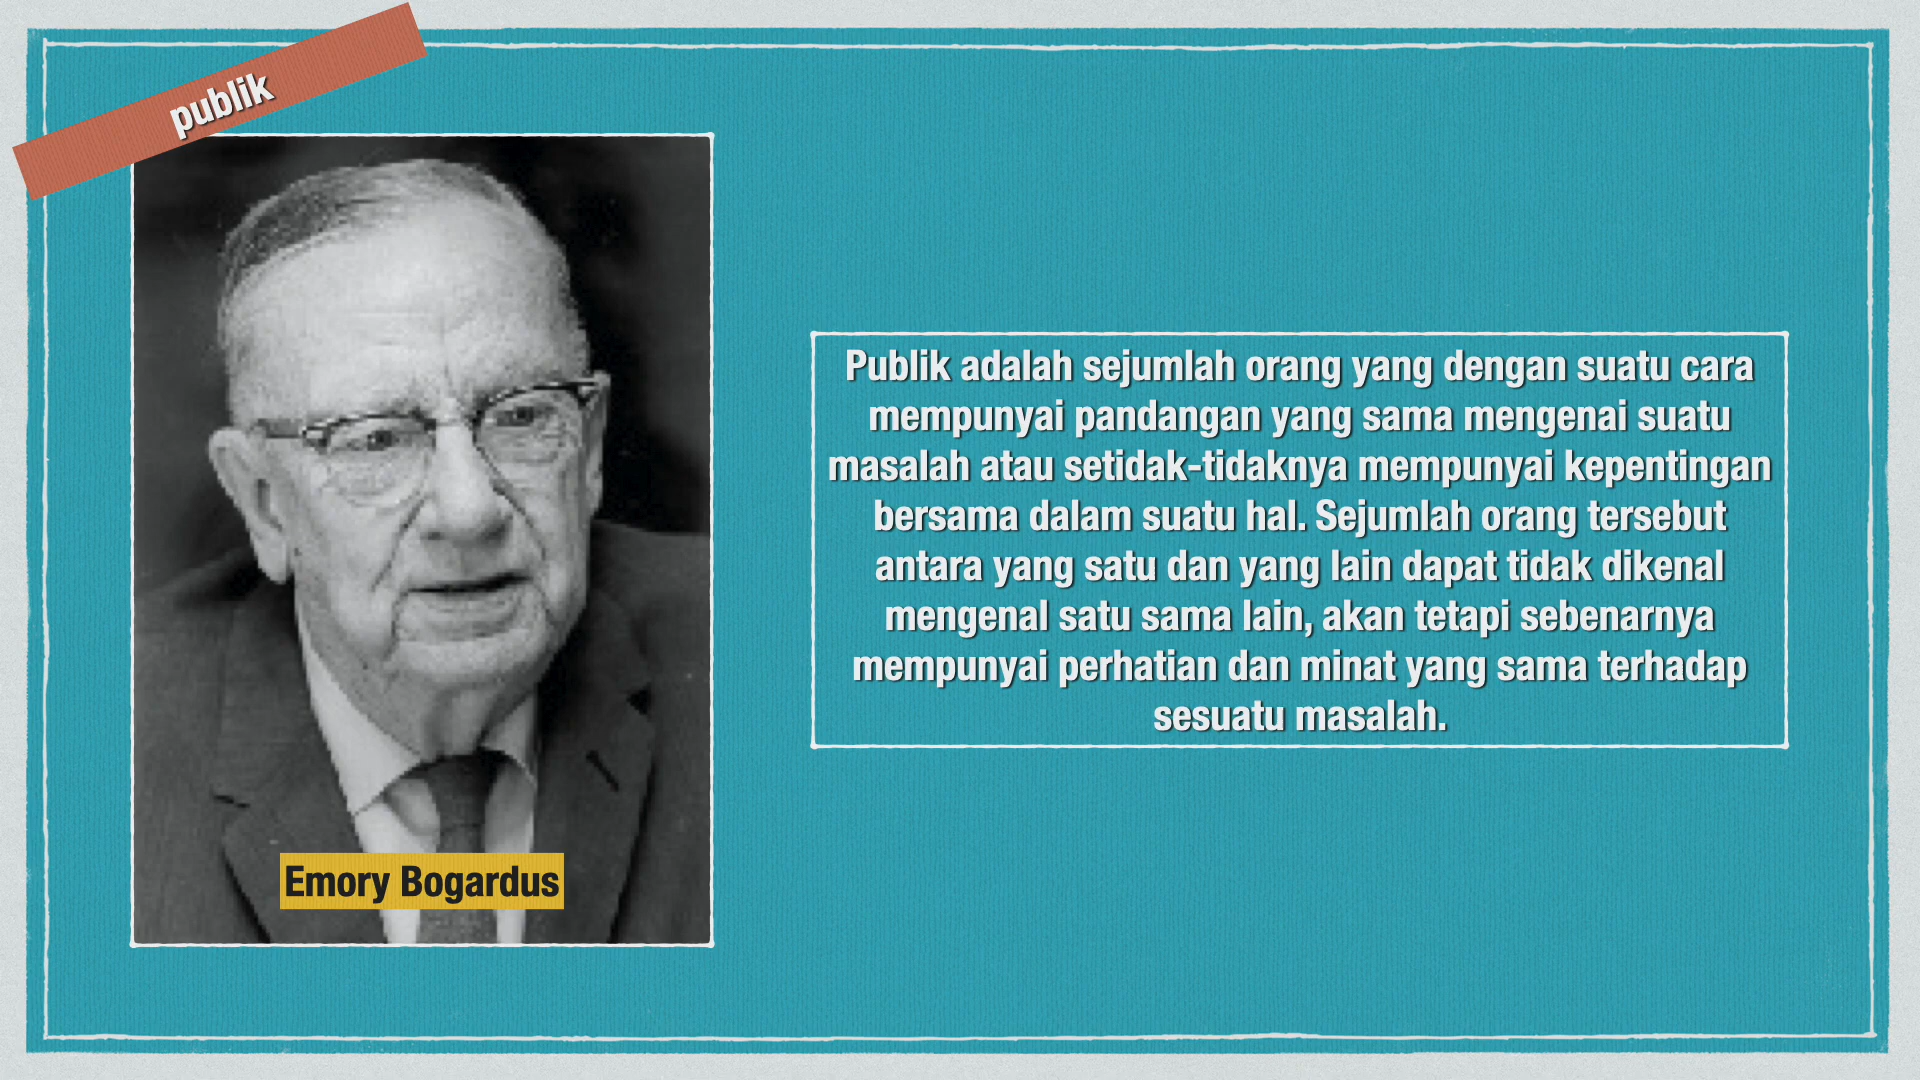 publik
Publik adalah sejumlah orang yang dengan suatu cara
mempunyai pandangan yang sama mengenai suatu
masalah atau setidak-tidaknya mempunyai kepentingan
bersama dalam suatu hal. Sejumlah orang tersebut
antara yang satu dan yang lain dapat tidak dikenal
mengenal satu sama lain, akan tetapi sebenarnya
mempunyai perhatian dan minat yang sama terhadap
sesuatu masalah.
Emory Bogardus